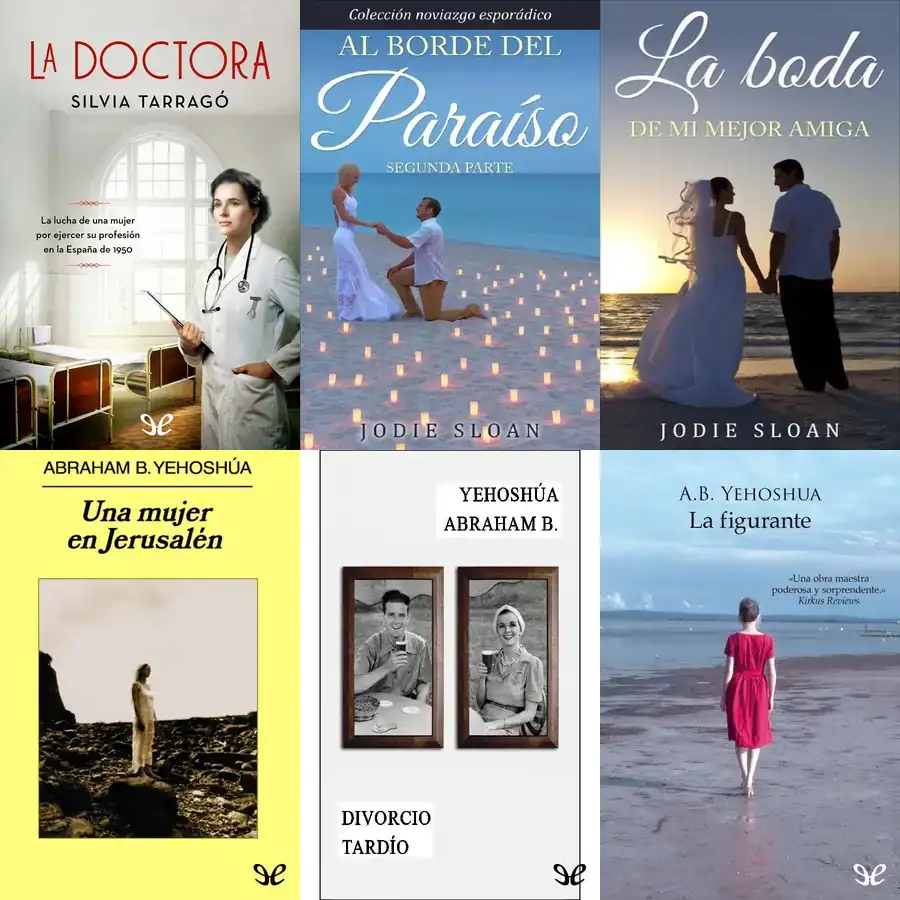 LA DOCTORA
SILVIA TARRAGÓ
La lucha de una mujer
por ejercer su profesión
en la España de 1950
Colección noviazgo esporádico
AL BORDE DEL
Paraíso
SEGUNDA PARTE
JODIE SLOAN
La boda
DE MI MEJOR AMIGA
JODIE SLOAN
ABRAHAM B. YEHOSHÚA
Una mujer
en Jerusalén
YEHOSHÚA
ABRAHAM B.
DIVORCIO
TARDÍO
A.B. YEHOSHUA
La figurante
«Una obra maestra
poderosa y sorprendente.»
Kirkus Reviews